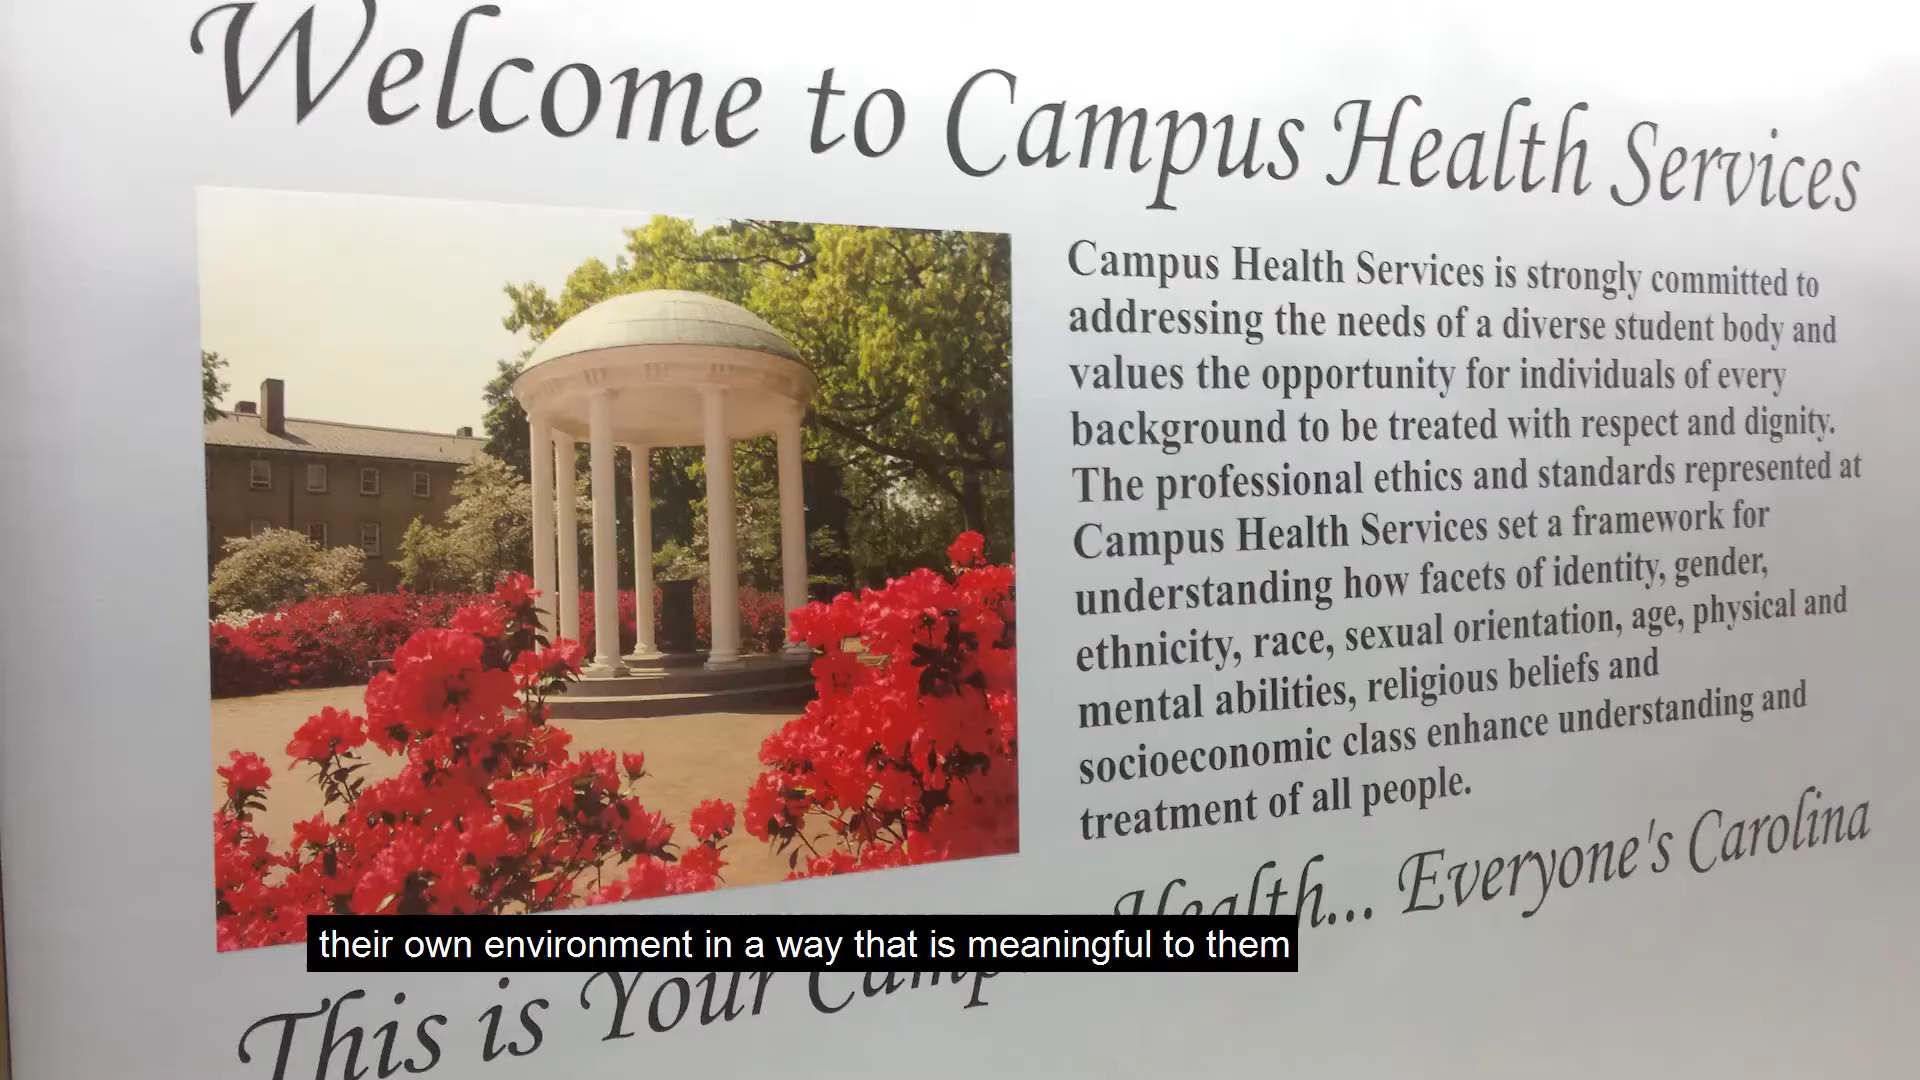 Welcome to Campus Health Services
Campus Health Services is strongly committed to
addressing the needs of a diverse student body and
values the opportunity for individuals of every
background to be treated with respect and dignity.
The professional ethics and standards represented at
Campus Health Services set a framework for
understanding how facets of identity, gender,
ethnicity, race, sexual orientation, age, physical and
mental abilities, religious beliefs and
socioeconomic class enhance understanding and
treatment of all people.
This is Your Health... Everyone's Carolina
their own environment in a way that is meaningful to them